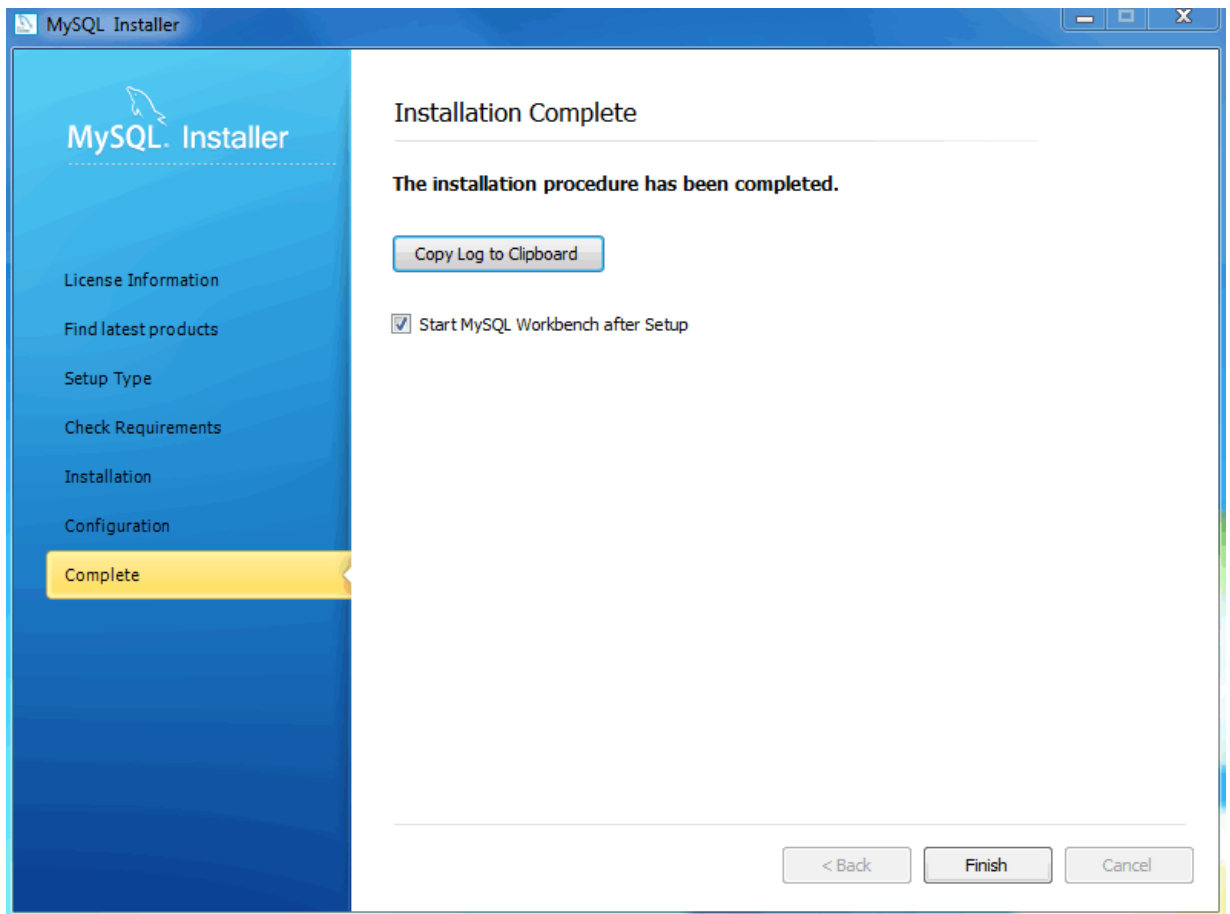 MySQL Installer
MySQL. Installer
License Information
Find latest products
Setup Type
Check Requirements
Installation
Configuration
Complete
Installation Complete
The installation procedure has been completed.
Copy Log to Clipboard
Start MySQL Workbench after Setup
< Back
Finish
Cancel